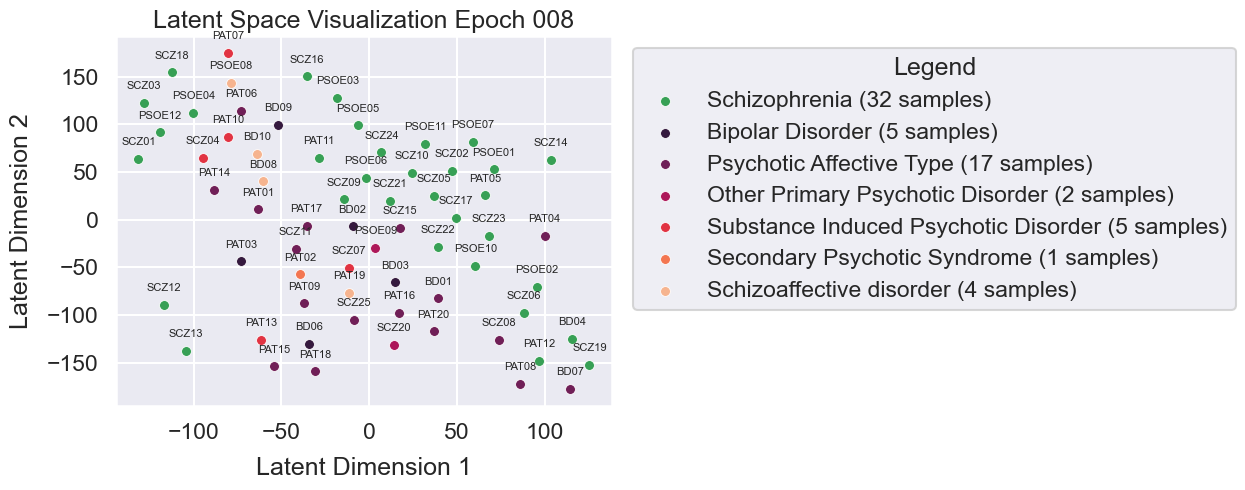 Latent Space Visualization Epoch 008
PAT07
SCZ18
SCZ16
PSOE08
PSOE03
SCZ03
PSOE04
PAT06
BD09
PSOE12
PAT10
PSOE05
PSOE11
PSOE07
SCZ01
SCZ04
BD10
PAT11
SCZ24
SCZ14
BD08
PSOE06
SCZ10
SCZ02
PSOE01
PAT14
PAT01
SCZ09
SCZ21
SCZ05
PAT05
PAT17
BD02
SCZ15
SCZ17
SCZ23
PAT04
PAT03
SCZ11
PSOE09
SCZ22
PAT02
SCZ07
PSOE10
PAT19
BD03
PSOE02
SCZ12
PAT09
SCZ25
PAT16
BD01
SCZ06
PAT13
BD06
SCZ20
PAT20
SCZ08
BD04
SCZ13
PAT15
PAT18
PAT12
SCZ19
PAT08
BD07
150
100
50
0
−50
−100
−150
Latent Dimension 2
−100
−50
0
50
100
Latent Dimension 1
Legend
Schizophrenia (32 samples)
Bipolar Disorder (5 samples)
Psychotic Affective Type (17 samples)
Other Primary Psychotic Disorder (2 samples)
Substance Induced Psychotic Disorder (5 samples)
Secondary Psychotic Syndrome (1 samples)
Schizoaffective disorder (4 samples)